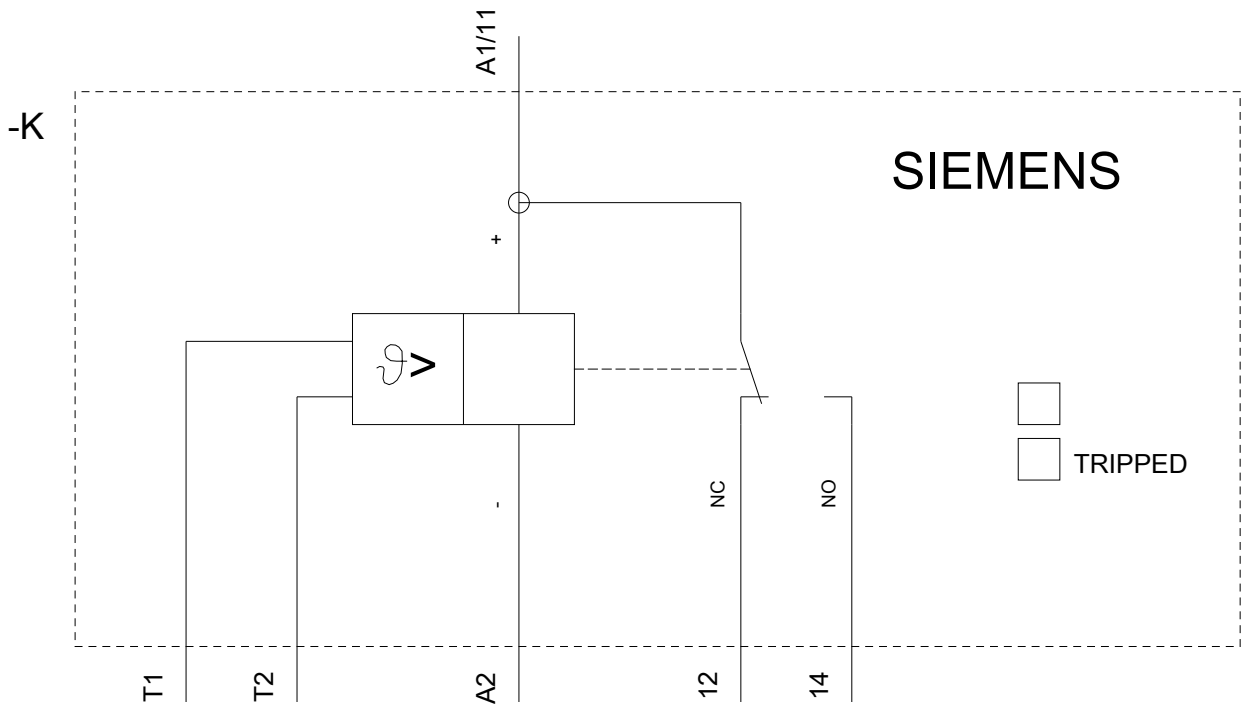 A1/11
-K
SIEMENS
+
ϑ>
TRIPPED
-
NC
NO
T1
T2
A2
12
14